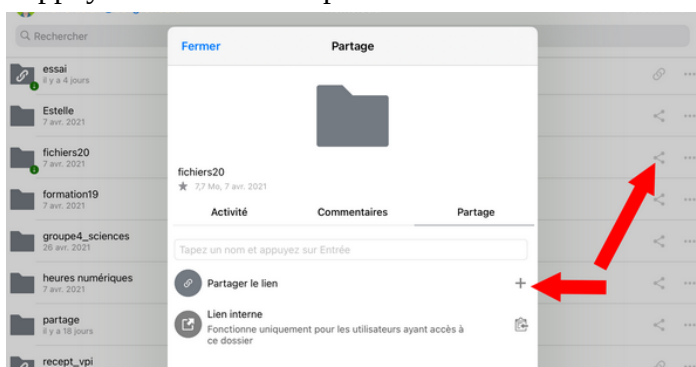 Rechercher
essai
il y a 4 jours
Estelle
7 avr. 2021
fichiers20
7 avr. 2021
formation19
7 avr. 2021
groupe4_sciences
26 avr. 2021
heures numériques
7 avr. 2021
partage
il y a 18 jours
recept_vpi
Fermer
Partage
fichiers20
7,7 Mo, 7 avr. 2021
Activité
Commentaires
Partage
Tapez un nom et appuyez sur Entrée
Partager le lien
Lien interne
Fonctionne uniquement pour les utilisateurs ayant accès à
ce dossier